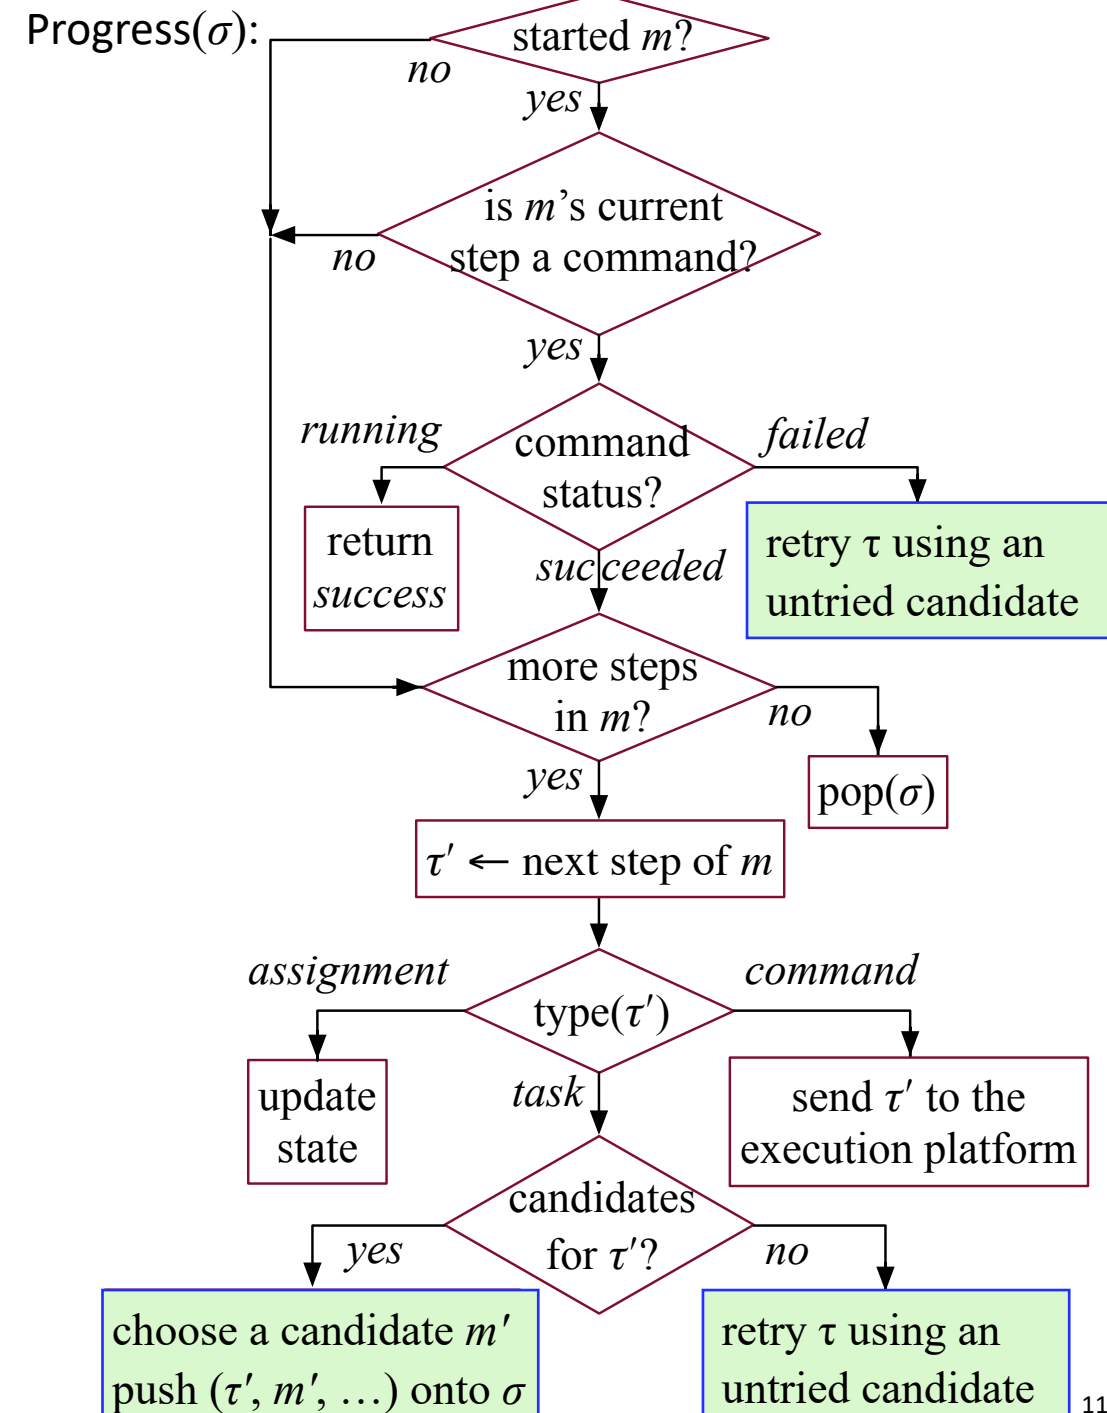 Progress(σ):
started m?
no
yes
is m’s current
step a command?
no
yes
running
command
status?
failed
return
success
succeeded
retry τ using an
untried candidate
more steps
in m?
no
yes
pop(σ)
τ′ ← next step of m
assignment
type(τ′)
command
update
state
task
send τ′ to the
execution platform
candidates
for τ′?
yes
no
choose a candidate m′
push (τ′, m′, …) onto σ
retry τ using an
untried candidate
11